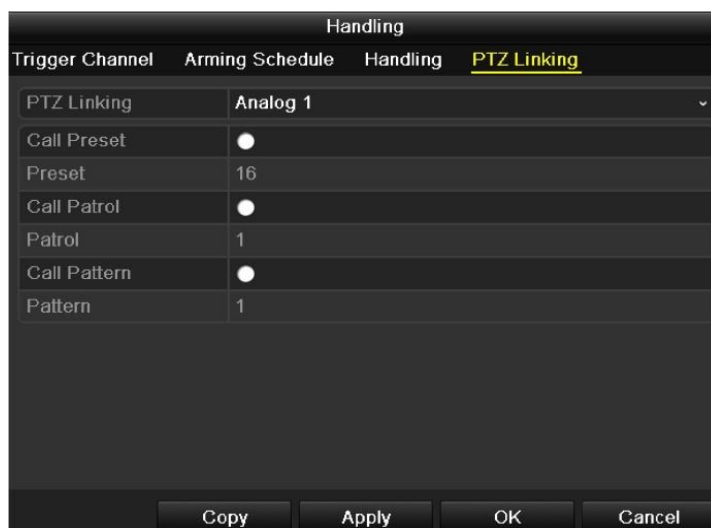 Handling
Trigger Channel Arming Schedule Handling PTZ Linking
PTZ Linking Analog 1
Call Preset
Preset 16
Call Patrol
Patrol 1
Call Pattern
Pattern 1
Copy Apply OK Cancel